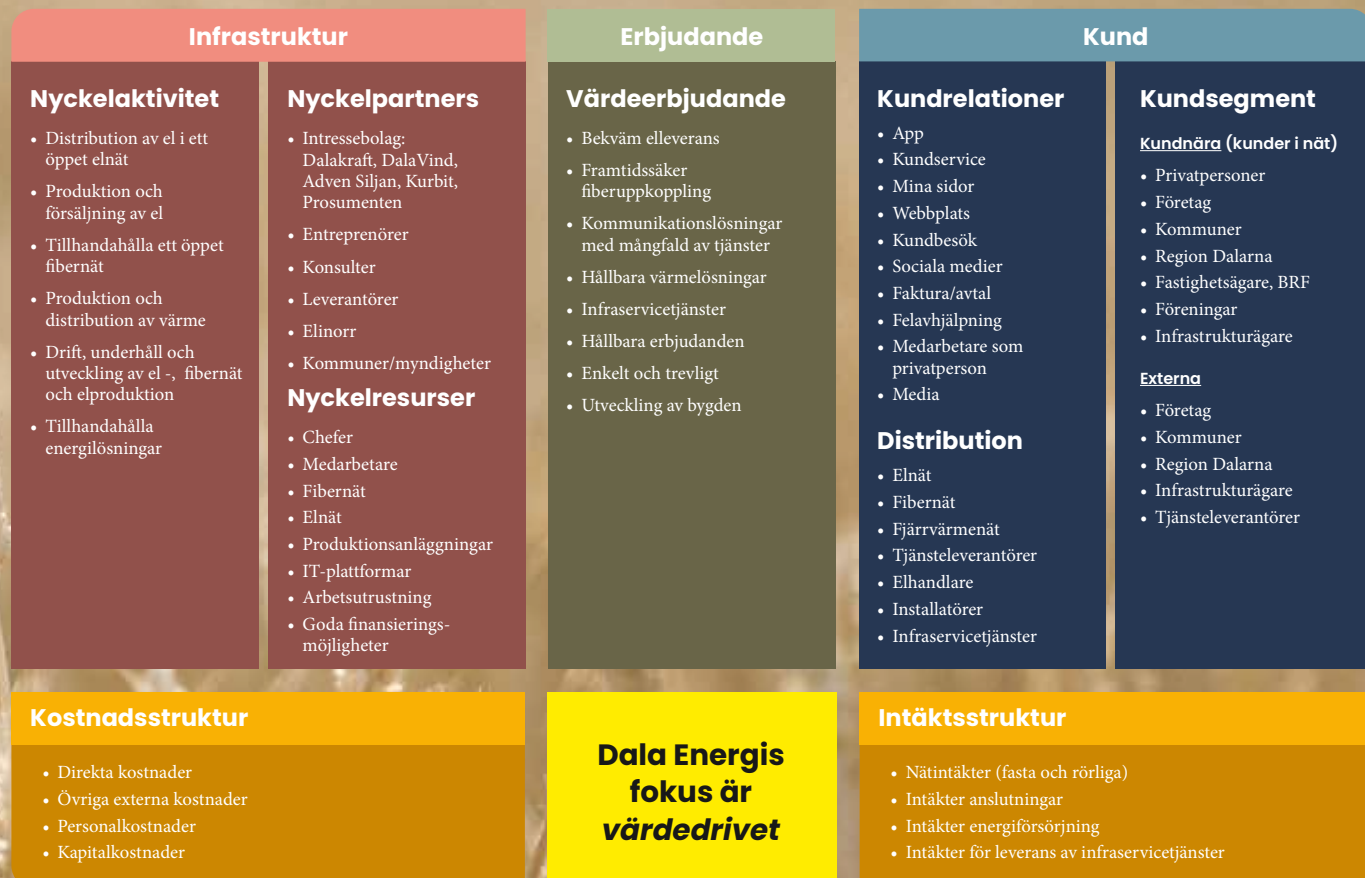 Infrastruktur
Nyckelaktivitet
• Distribution av el i ett
öppet elnät
• Produktion och
försäljning av el
• Tillhandahålla ett öppet
fibernät
• Produktion och
distribution av värme
• Drift, underhåll och
utveckling av el -, fibernät
och elproduktion
• Tillhandahålla
energilösningar
Nyckelpartners
• Intressebolag:
Dalakraft, DalaVind,
Adven Siljan, Kurbit,
Prosumenten
• Entreprenörer
• Konsulter
• Leverantörer
• Elinorr
• Kommuner/myndigheter
Nyckelresurser
• Chefer
• Medarbetare
• Fibernät
• Elnät
• Produktionsanläggningar
• IT-plattformar
• Arbetsutrustning
• Goda finansierings-
möjligheter
Erbjudande
Värdeerbjudande
• Bekväm elleverans
• Framtidssäker
fiberuppkoppling
• Kommunikationslösningar
med mångfald av tjänster
• Hållbara värmelösningar
• Infraservicetjänster
• Hållbara erbjudanden
• Enkelt och trevligt
• Utveckling av bygden
Kund
Kundrelationer
• App
• Kundservice
• Mina sidor
• Webbplats
• Kundbesök
• Sociala medier
• Faktura/avtal
• Felavhjälpning
• Medarbetare som
privatperson
• Media
Distribution
• Elnät
• Fibernät
• Fjärrvärmenät
• Tjänsteleverantörer
• Elhandlare
• Installatörer
• Infraservicetjänster
Kundsegment
Kundnära (kunder i nät)
• Privatpersoner
• Företag
• Kommuner
• Region Dalarna
• Fastighetsägare, BRF
• Föreningar
• Infrastrukturägare
Externa
• Företag
• Kommuner
• Region Dalarna
• Infrastrukturägare
• Tjänsteleverantörer
Kostnadsstruktur
• Direkta kostnader
• Övriga externa kostnader
• Personalkostnader
• Kapitalkostnader
Dala Energis
fokus är
värdedrivet
Intäktsstruktur
• Nätintäkter (fasta och rörliga)
• Intäkter anslutningar
• Intäkter energiförsörjning
• Intäkter för leverans av infraservicetjänster